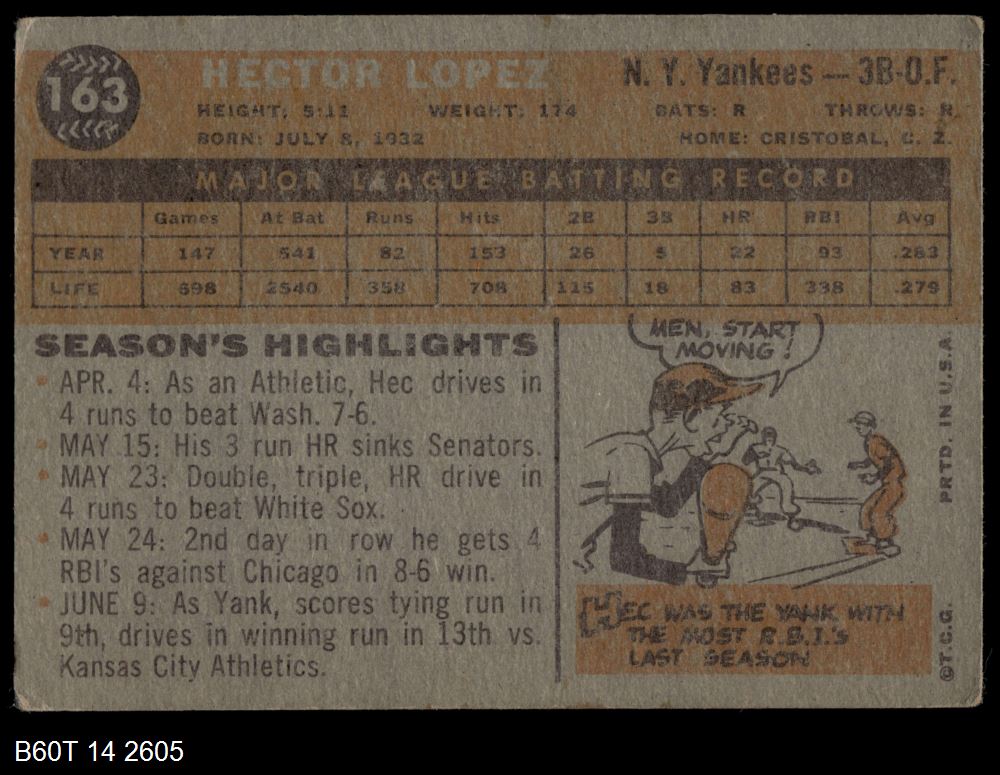 163
HECTOR LOPEZ
N. Y. Yankees — 3B-O.F.
HEIGHT: 5:11 WEIGHT: 174 BATS: R THROWS: R
BORN: JULY 8, 1932 HOME: CRISTOBAL, C. Z.
MAJOR LEAGUE BATTING RECORD
Games At Bat Runs Hits 2B 3B HR RBI Avg
YEAR 147 541 82 153 26 5 22 93 .283
LIFE 698 2540 358 708 115 18 83 338 .279
SEASON'S HIGHLIGHTS
• APR. 4: As an Athletic, Hec drives in
4 runs to beat Wash. 7-6.
• MAY 15: His 3 run HR sinks Senators.
• MAY 23: Double, triple, HR drive in
4 runs to beat White Sox.
• MAY 24: 2nd day in row he gets 4
RBI's against Chicago in 8-6 win.
• JUNE 9: As Yank, scores tying run in
9th, drives in winning run in 13th vs.
Kansas City Athletics.
MEN, START
MOVING!
HEC WAS THE YANK WITH
THE MOST R.B.I.'S
LAST SEASON
©T.C.G. PRTD. IN U.S.A.
B60T 14 2605